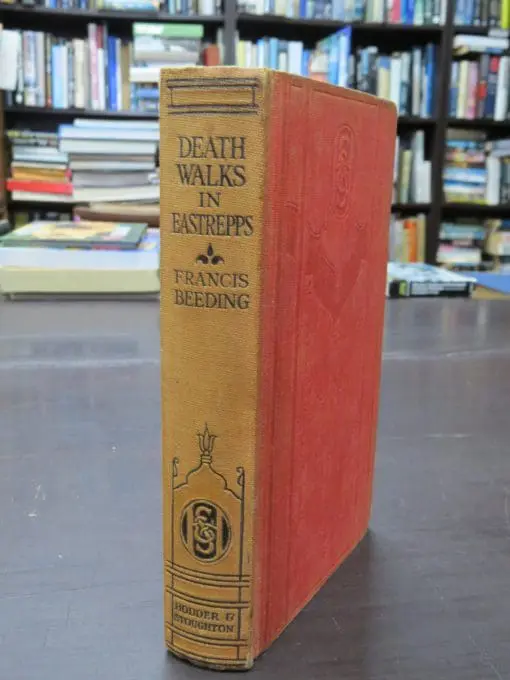 DEATH
WALKS
IN
EASTREPPS
FRANCIS
BEEDING
HODDER &
STOUGHTON